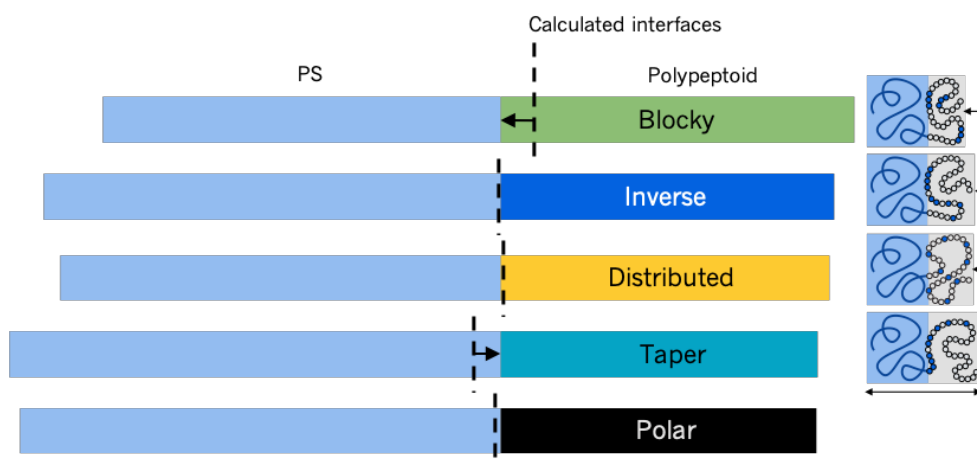 Calculated interfaces
PS
Polypeptoid
Blocky
Inverse
Distributed
Taper
Polar